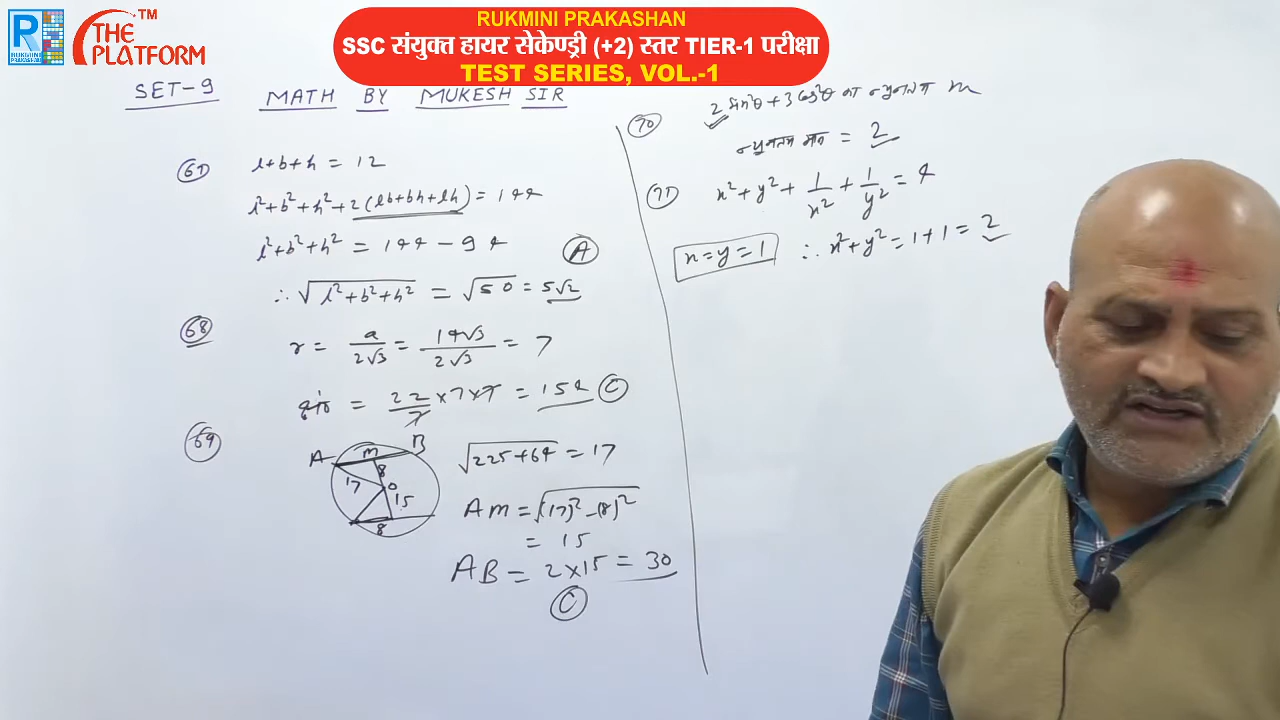 R
RUKMINI
PRAKASHAN
THE
PLATFORM
TM
RUKMINI PRAKASHAN
SSC संयुक्त हायर सेकेण्ड्री (+2) स्तर TIER-1 परीक्षा
TEST SERIES, VOL.-1
SET-9 MATH BY MUKESH SIR
67) l+b+h = 12
l²+b²+h²+2(lb+bh+lh) = 144
l²+b²+h² = 144 - 94
∴ √l²+b²+h² = √50 = 5√2
A
68
r = a/2√3 = 14√3/2√3 = 7
= 22/7 ×7×7 = 154 C
69
A M B
8
17 O
15
8
√225+64 = 17
AM = √(17)² - (8)²
= 15
AB = 2×15 = 30
C
70
2 sin²θ + 3 cos²θ का न्यूनतम m
न्यूनतम मान = 2
71
x²+y²+1/x²+1/y² = 4
x=y=1 ∴ x²+y² = 1+1 = 2